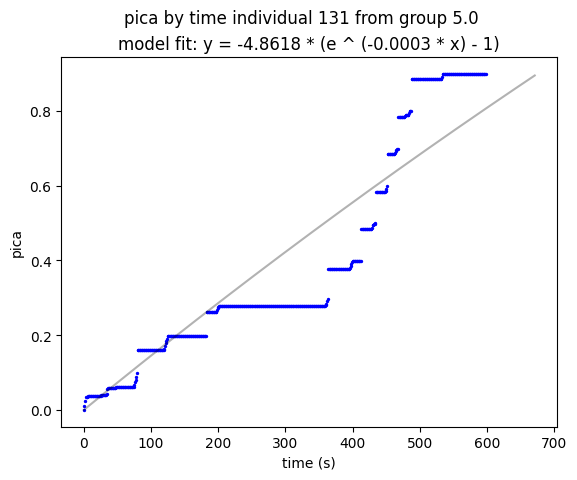 pica by time individual 131 from group 5.0
model fit: y = -4.8618 * (e ^ (-0.0003 * x) - 1)
0.8
0.6
0.4
0.2
0.0
pica
0 100 200 300 400 500 600 700
time (s)